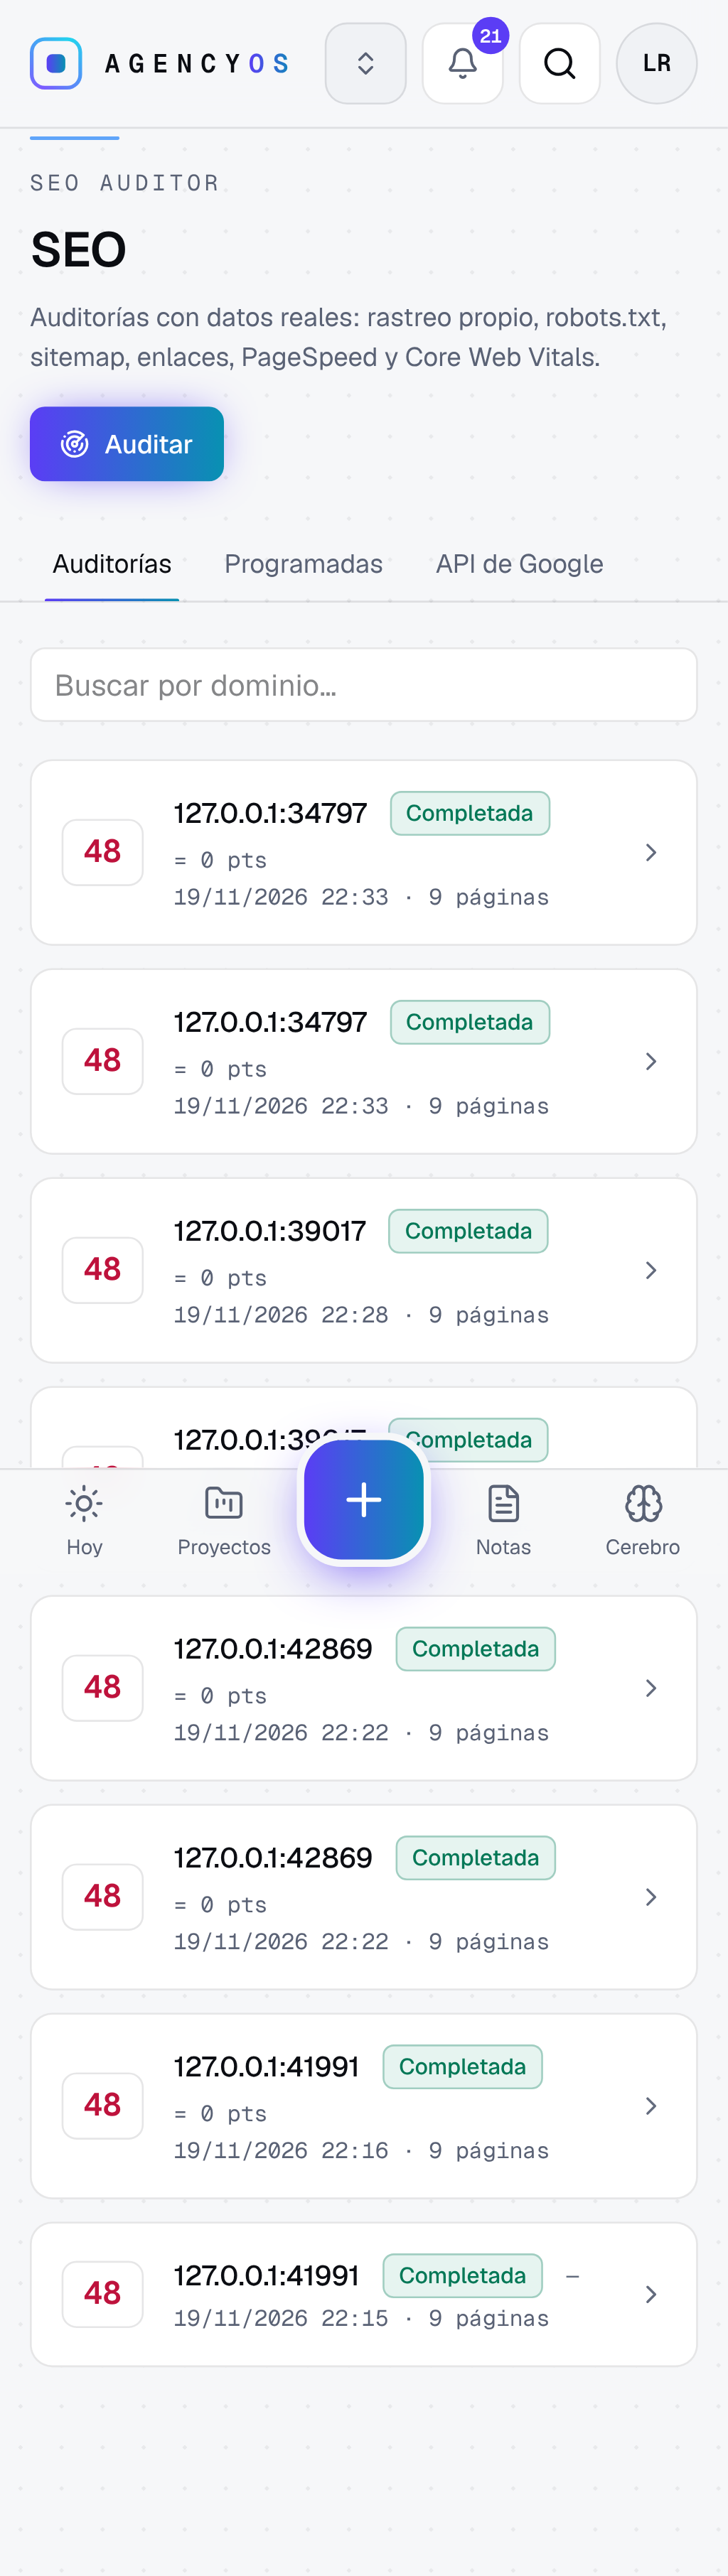 AGENCYOS
21
LR
SEO AUDITOR
SEO
Auditorías con datos reales: rastreo propio, robots.txt,
sitemap, enlaces, PageSpeed y Core Web Vitals.
Auditar
Auditorías Programadas API de Google
Buscar por dominio...
48
127.0.0.1:34797 Completada
= 0 pts
19/11/2026 22:33 · 9 páginas
48
127.0.0.1:34797 Completada
= 0 pts
19/11/2026 22:33 · 9 páginas
48
127.0.0.1:39017 Completada
= 0 pts
19/11/2026 22:28 · 9 páginas
Completada
Hoy Proyectos Notas Cerebro
48
127.0.0.1:42869 Completada
= 0 pts
19/11/2026 22:22 · 9 páginas
48
127.0.0.1:42869 Completada
= 0 pts
19/11/2026 22:22 · 9 páginas
48
127.0.0.1:41991 Completada
= 0 pts
19/11/2026 22:16 · 9 páginas
48
127.0.0.1:41991 Completada —
19/11/2026 22:15 · 9 páginas